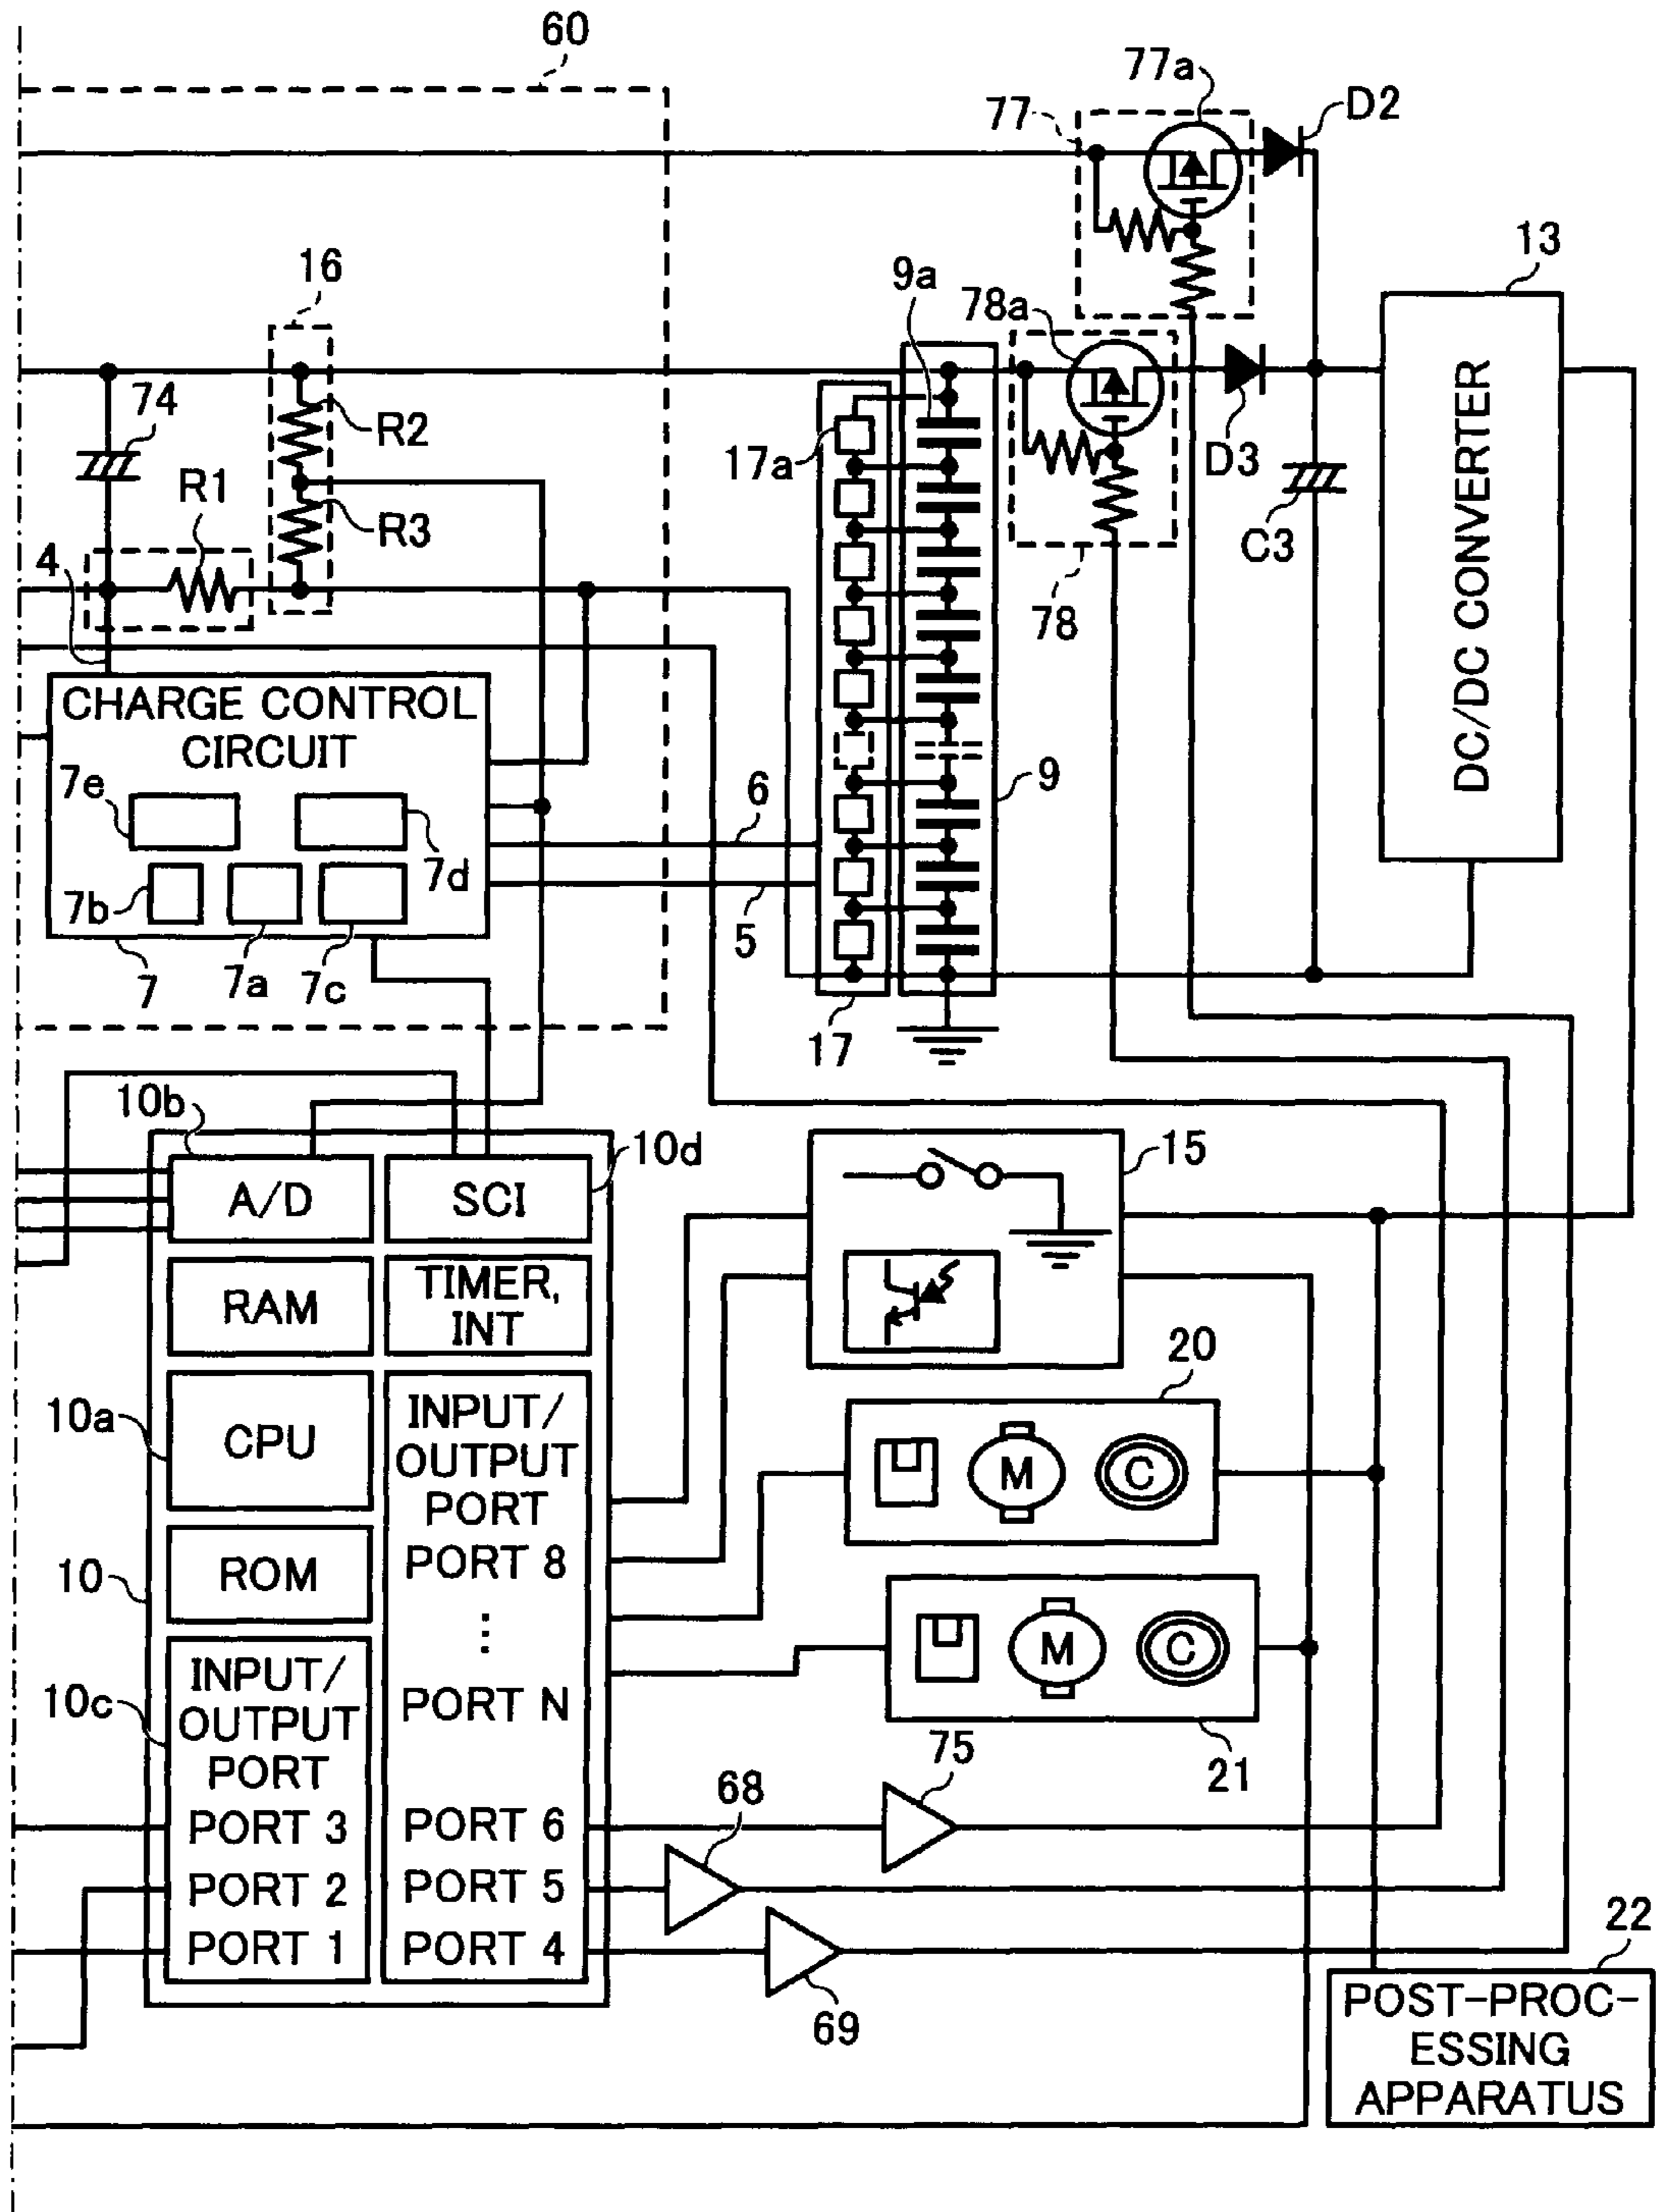 60
77a
77
D2
16
13
9a
78a
74
R2
17a
R1
D3
R3
C3
4
78
DC/DC CONVERTER
CHARGE CONTROL
CIRCUIT
7e
6
9
7d
7b
5
7
7a
7c
17
10b
10d
15
A/D
SCI
RAM
TIMER,
INT
20
10a
CPU
INPUT/
OUTPUT
PORT
M
C
10
ROM
PORT 8
⋮
M
C
10c
INPUT/
OUTPUT
PORT
PORT N
75
21
68
PORT 3
PORT 6
PORT 2
PORT 5
22
PORT 1
PORT 4
69
POST-PROC-
ESSING
APPARATUS